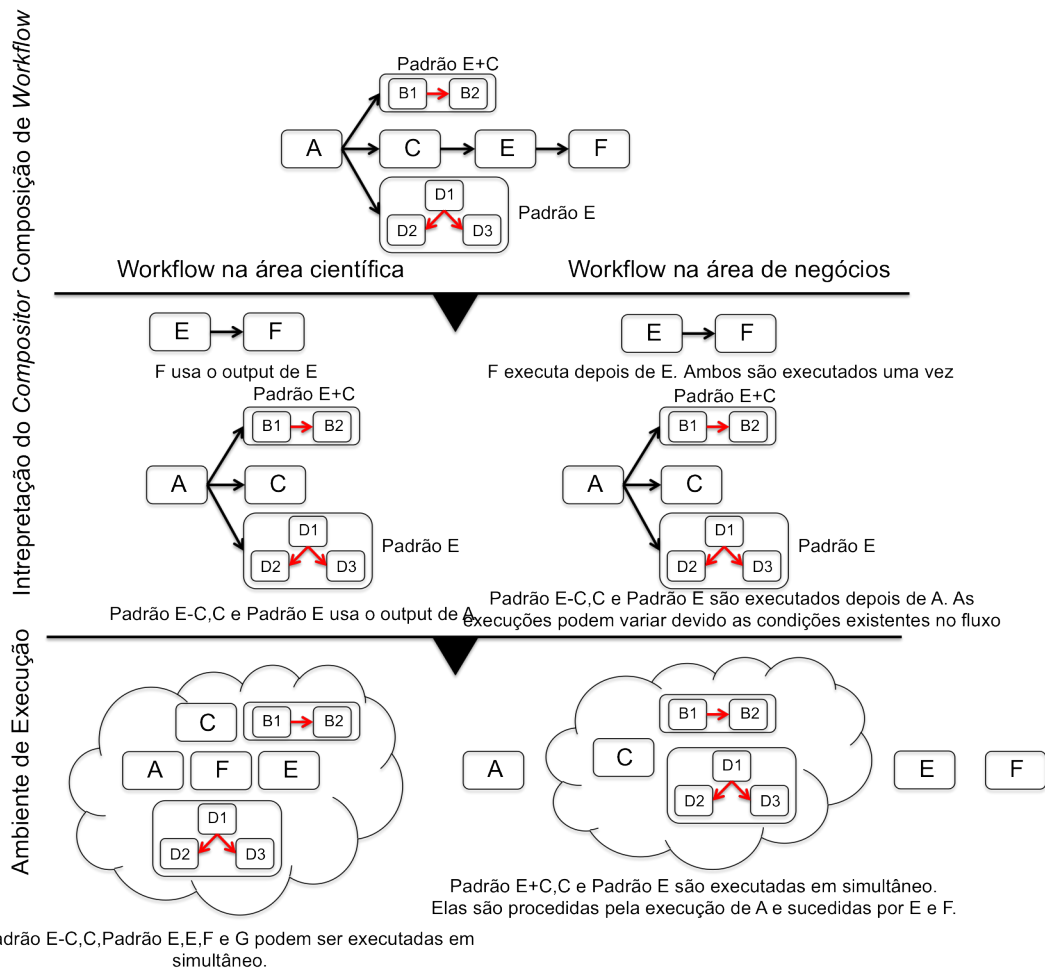 Composição de Workflow
Padrão E+C
B1
B2
A
C
E
F
D1
D2
D3
Padrão E
Workflow na área científica
Workflow na área de negócios
Intrepretação do Compositor
E
F
F usa o output de E
E
F
F executa depois de E. Ambos são executados uma vez
Padrão E+C
B1
B2
A
C
D1
D2
D3
Padrão E
Padrão E-C,C e Padrão E usa o output de A
Padrão E+C
B1
B2
A
C
D1
D2
D3
Padrão E
Padrão E-C,C e Padrão E são executados depois de A. As
execuções podem variar devido as condições existentes no fluxo
Ambiente de Execução
C
B1
B2
A
F
E
D1
D2
D3
adrão E-C,C,Padrão E,E,F e G podem ser executadas em
simultâneo.
A
B1
B2
C
D1
D2
D3
E
F
Padrão E+C,C e Padrão E são executadas em simultâneo.
Elas são procedidas pela execução de A e sucedidas por E e F.